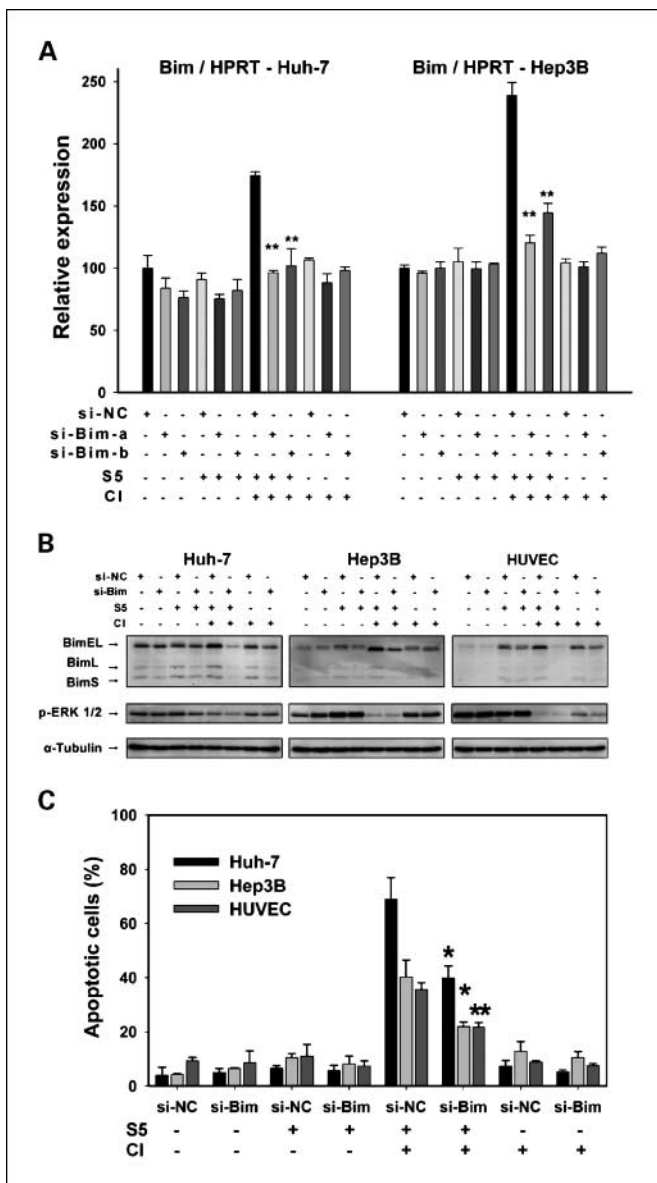 A
Bim / HPRT - Huh-7 Bim / HPRT - Hep3B
Relative expression
250
200
150
100
50
0
** ** ** **
si-NC + - - + - - + - - + - - + - - + - - + - - + - -
si-Bim-a - + - - + - - + - - + - - + - - + - - + - - + -
si-Bim-b - - + - - + - - + - - + - - + - - + - - + - - +
S5 - - - + + + + + + - - - - - - + + + + + + - - -
CI - - - - - - + + + + + + - - - - - - + + + + + +
B
Huh-7 Hep3B HUVEC
si-NC + - + - + - + - + - + - + - + - + - + - + - + -
si-Bim - + - + - + - + - + - + - + - + - + - + - + - +
S5 - - + + + + - - - - + + + + - - - - + + + + - -
CI - - - - + + + + - - - - + + + + - - - - + + + +
BimEL →
BimL →
BimS →
p-ERK 1/2 →
α-Tubulin →
C
Apoptotic cells (%)
100
80
60
40
20
0
Huh-7
Hep3B
HUVEC
* * **
si-NC si-Bim si-NC si-Bim si-NC si-Bim si-NC si-Bim
S5 - - + + + + - -
CI - - - - + + + +